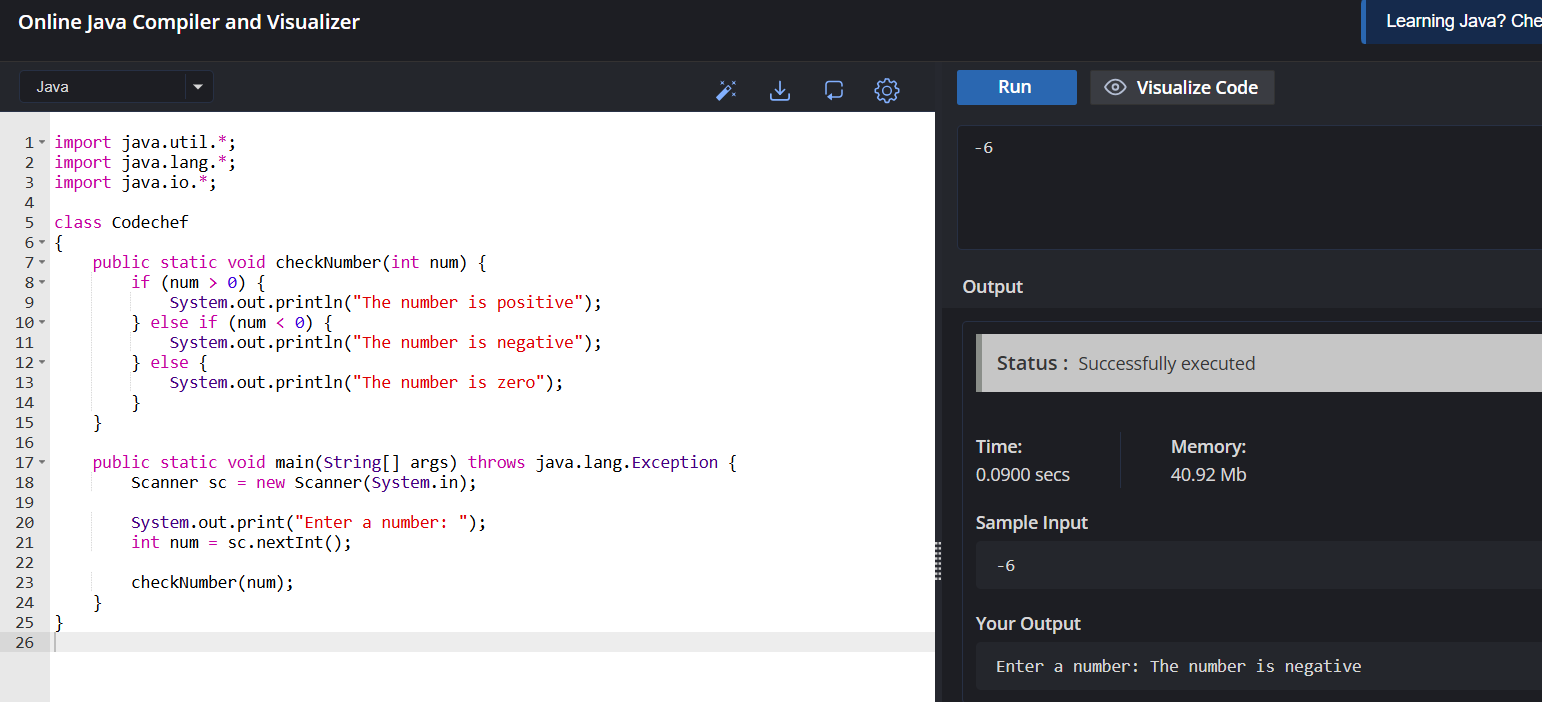 Online Java Compiler and Visualizer
Learning Java? Che
Java
Run
Visualize Code
1 import java.util.*;
2 import java.lang.*;
3 import java.io.*;
4
5 class Codechef
6 {
7     public static void checkNumber(int num) {
8         if (num > 0) {
9             System.out.println("The number is positive");
10         } else if (num < 0) {
11             System.out.println("The number is negative");
12         } else {
13             System.out.println("The number is zero");
14         }
15     }
16
17     public static void main(String[] args) throws java.lang.Exception {
18         Scanner sc = new Scanner(System.in);
19
20         System.out.print("Enter a number: ");
21         int num = sc.nextInt();
22
23         checkNumber(num);
24     }
25 }
26
-6
Output
Status : Successfully executed
Time:
0.0900 secs
Memory:
40.92 Mb
Sample Input
-6
Your Output
Enter a number: The number is negative